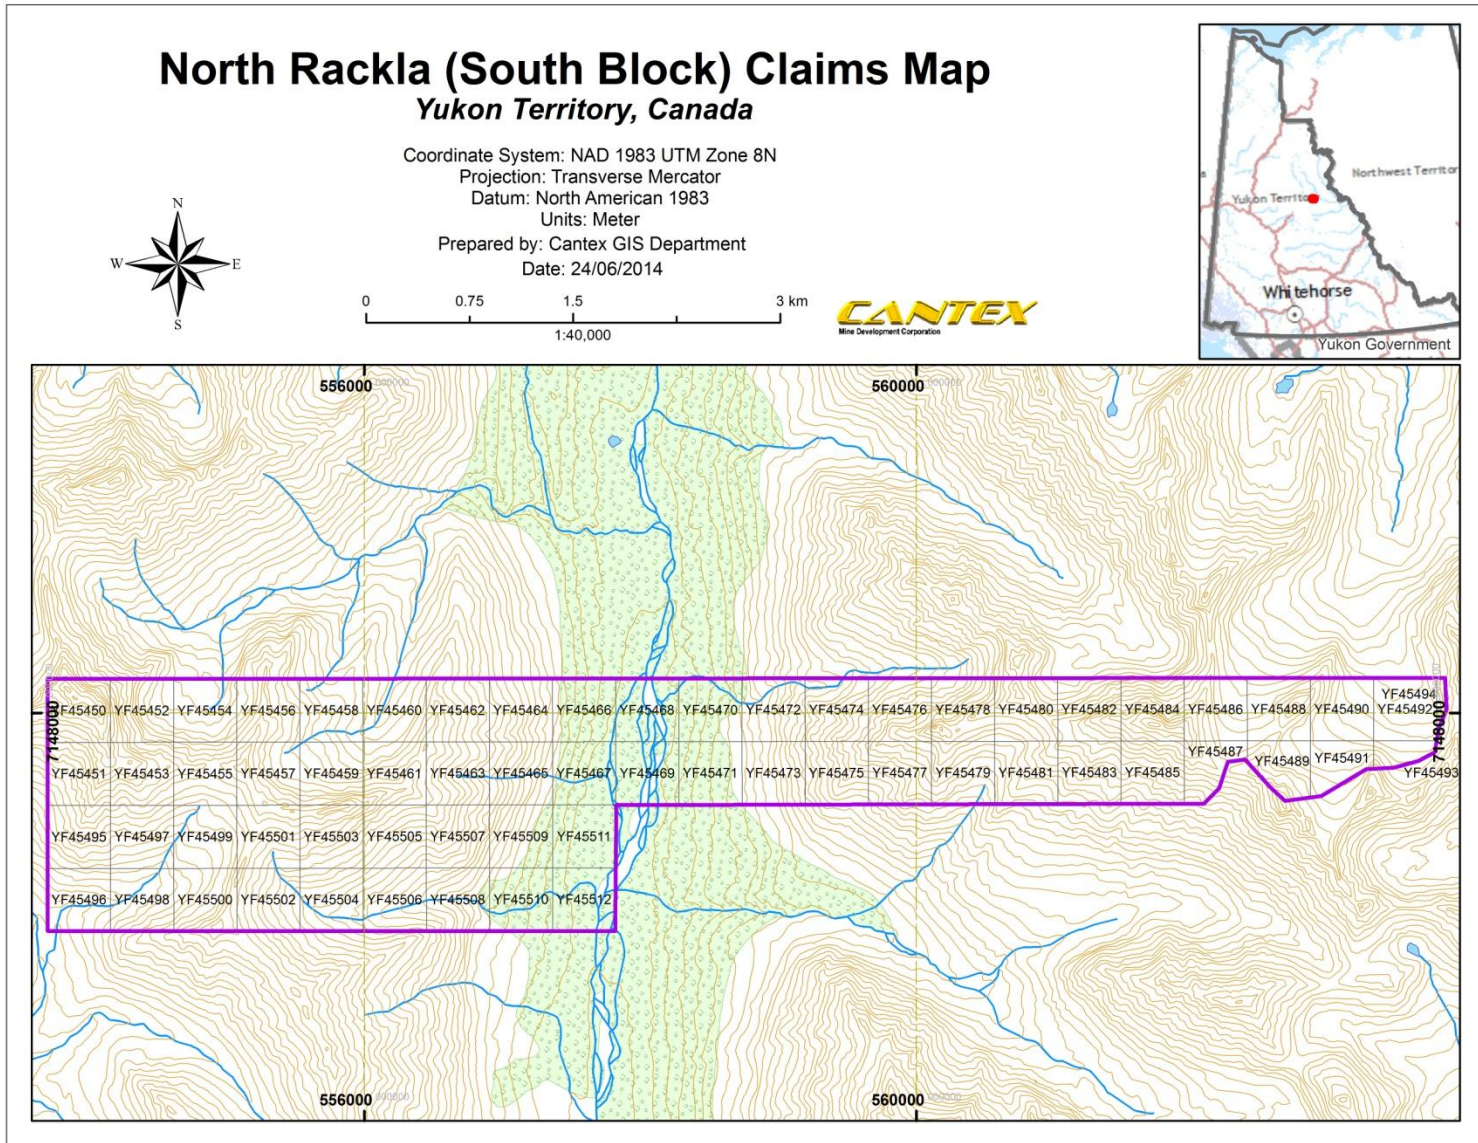 North Rackla (South Block) Claims Map
Yukon Territory, Canada
Coordinate System: NAD 1983 UTM Zone 8N
Projection: Transverse Mercator
Datum: North American 1983
Units: Meter
Prepared by: Cantex GIS Department
Date: 24/06/2014
N
W E
S
0 0.75 1.5 3 km
1:40,000
CANTEX
Mine Development Corporation
Northwest Territor
Yukon Territo
Whitehorse
Yukon Government
556000 560000
7148000
7148000
YF45494
YF45450 YF45452 YF45454 YF45456 YF45458 YF45460 YF45462 YF45464 YF45466 YF45468 YF45470 YF45472 YF45474 YF45476 YF45478 YF45480 YF45482 YF45484 YF45486 YF45488 YF45490 YF45492
YF45487 YF45489 YF45491
YF45451 YF45453 YF45455 YF45457 YF45459 YF45461 YF45463 YF45465 YF45467 YF45469 YF45471 YF45473 YF45475 YF45477 YF45479 YF45481 YF45483 YF45485 YF45493
YF45495 YF45497 YF45499 YF45501 YF45503 YF45505 YF45507 YF45509 YF45511
YF45496 YF45498 YF45500 YF45502 YF45504 YF45506 YF45508 YF45510 YF45512
556000 560000